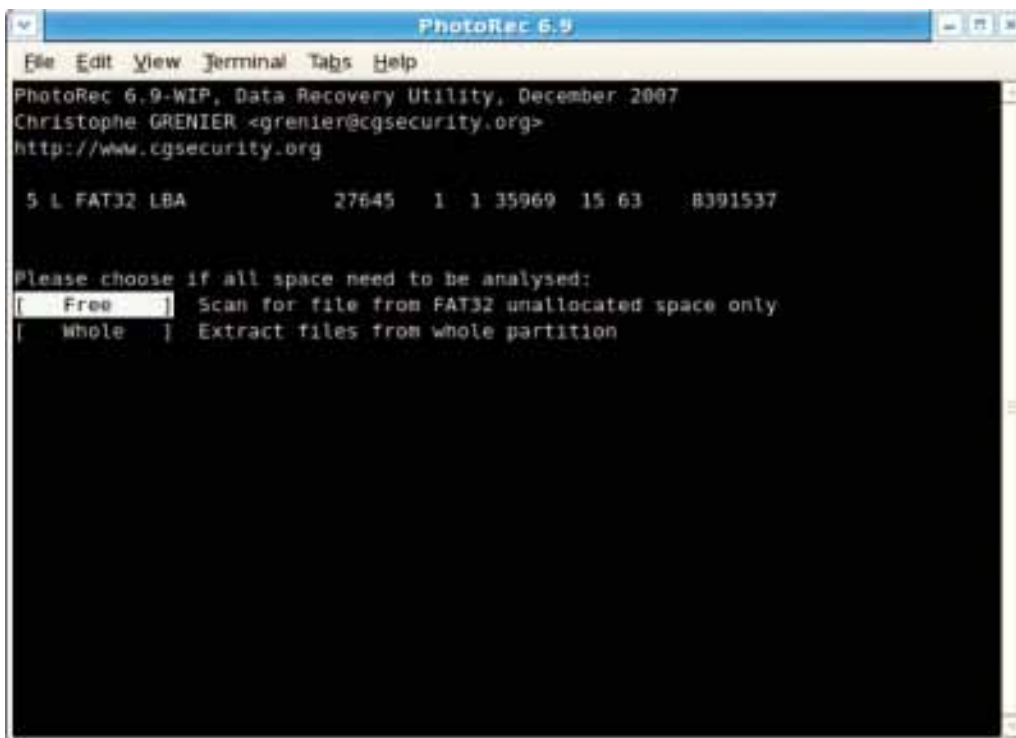 PhotoRec 6.9
File Edit View Terminal Tabs Help
PhotoRec 6.9-WIP, Data Recovery Utility, December 2007
Christophe GRENIER <grenier@cgsecurity.org>
http://www.cgsecurity.org
5 L FAT32 LBA 27645 1 1 35969 15 63 8391537
Please choose if all space need to be analysed:
[ Free ] Scan for file from FAT32 unallocated space only
[ Whole ] Extract files from whole partition